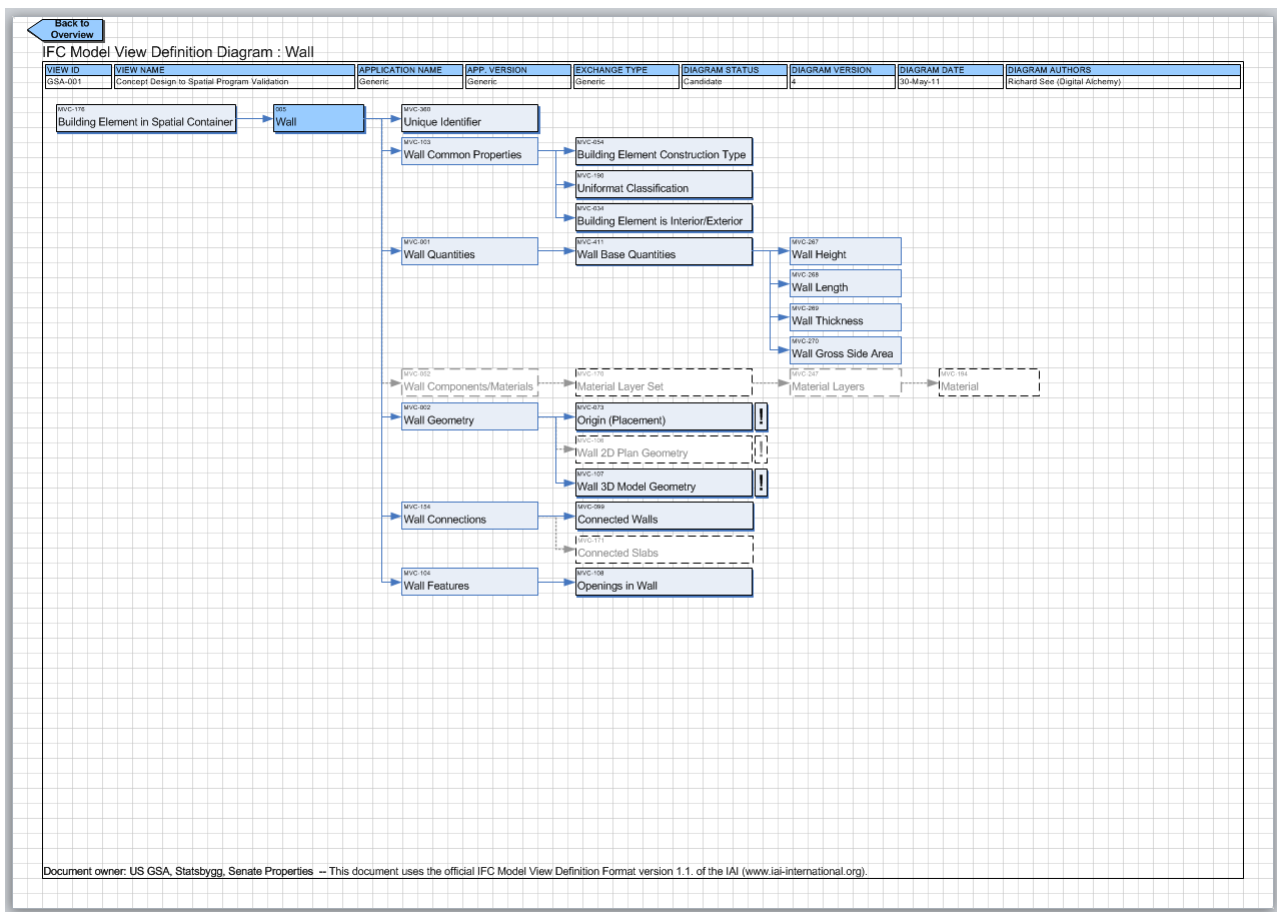 Back to
Overview
IFC Model View Definition Diagram : Wall
VIEW ID VIEW NAME APPLICATION NAME APP. VERSION EXCHANGE TYPE DIAGRAM STATUS DIAGRAM VERSION DIAGRAM DATE DIAGRAM AUTHORS
GSA-001 Concept Design to Spatial Program Validation Generic Generic Generic Candidate 4 30-May-11 Richard See (Digital Alchemy)
MVC-176 005 MVC-360
Building Element in Spatial Container Wall Unique Identifier
MVC-103 MVC-054
Wall Common Properties Building Element Construction Type
MVC-190
Uniformat Classification
MVC-034
Building Element is Interior/Exterior
MVC-901 MVC-411 MVC-267
Wall Quantities Wall Base Quantities Wall Height
MVC-268
Wall Length
MVC-269
Wall Thickness
MVC-270
Wall Gross Side Area
Wall Components/Materials Material Layer Set Material Layers Material
MVC-902 MVC-073
Wall Geometry Origin (Placement) !
Wall 2D Plan Geometry !
MVC-107
Wall 3D Model Geometry !
MVC-099
Wall Connections Connected Walls
MVC-171
Connected Slabs
MVC-104 MVC-108
Wall Features Openings in Wall
Document owner: US GSA, Statsbygg, Senate Properties -- This document uses the official IFC Model View Definition Format version 1.1. of the IAI (www.iai-international.org).